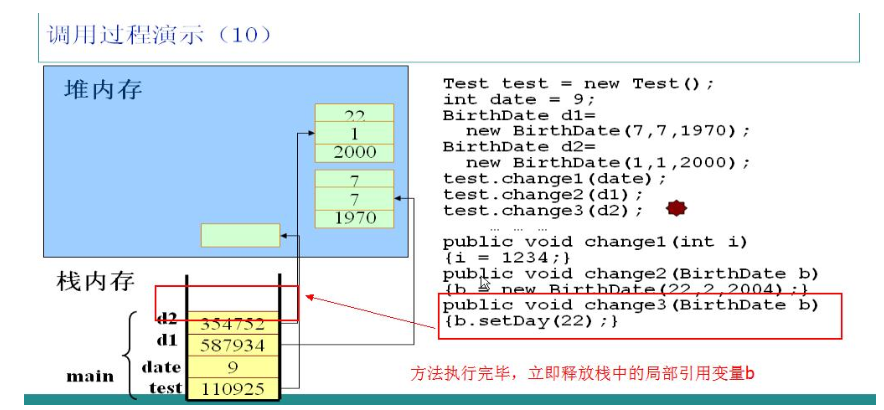 调用过程演示（10）
堆内存
22
1
2000
7
7
1970
栈内存
d2 354752
d1 587934
date 9
test 110925
main
Test test = new Test();
int date = 9;
BirthDate d1=
new BirthDate(7,7,1970);
BirthDate d2=
new BirthDate(1,1,2000);
test.change1(date);
test.change2(d1);
test.change3(d2);
… … …
public void change1(int i)
{i = 1234;}
public void change2(BirthDate b)
{b = new BirthDate(22,2,2004);}
public void change3(BirthDate b)
{b.setDay(22);}
方法执行完毕，立即释放栈中的局部引用变量b